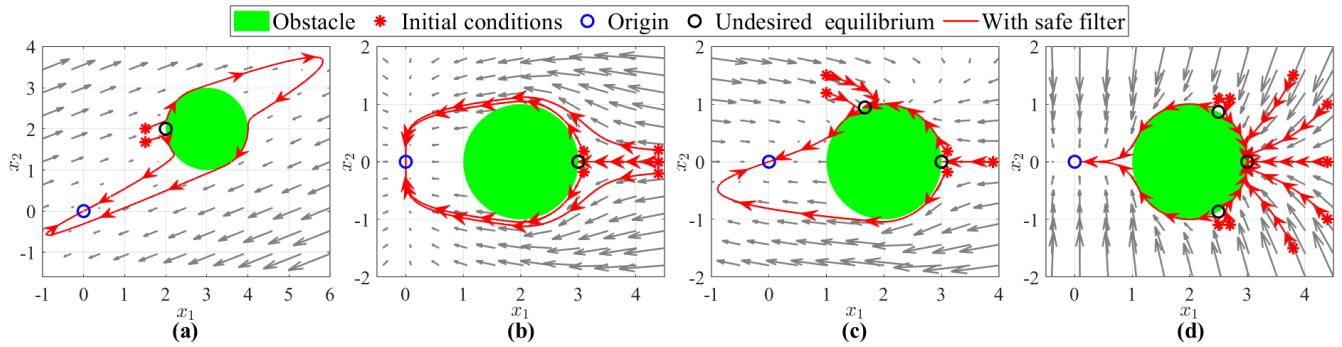 Obstacle Initial conditions Origin Undesired equilibrium With safe filter
4
3
2
1
0
-1
x2
-1 0 1 2 3 4 5 6
x1
(a)
2
1
0
-1
-2
x2
0 1 2 3 4
x1
(b)
2
1
0
-1
-2
x2
-1 0 1 2 3 4
x1
(c)
2
1
0
-1
-2
x2
0 1 2 3 4
x1
(d)